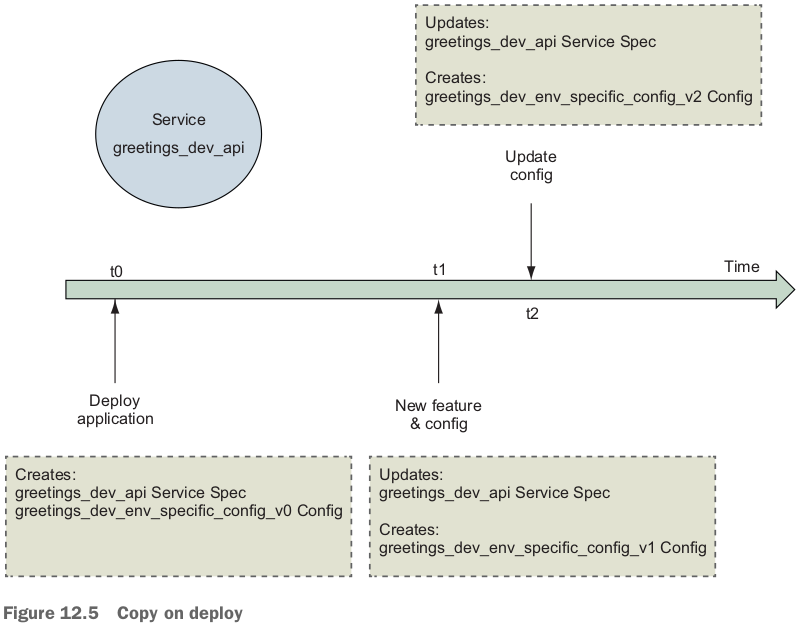 Updates:
greetings_dev_api Service Spec
Creates:
greetings_dev_env_specific_config_v2 Config
Service
greetings_dev_api
Update
config
t0
t1
Time
t2
Deploy
application
New feature
& config
Creates:
greetings_dev_api Service Spec
greetings_dev_env_specific_config_v0 Config
Updates:
greetings_dev_api Service Spec
Creates:
greetings_dev_env_specific_config_v1 Config
Figure 12.5 Copy on deploy